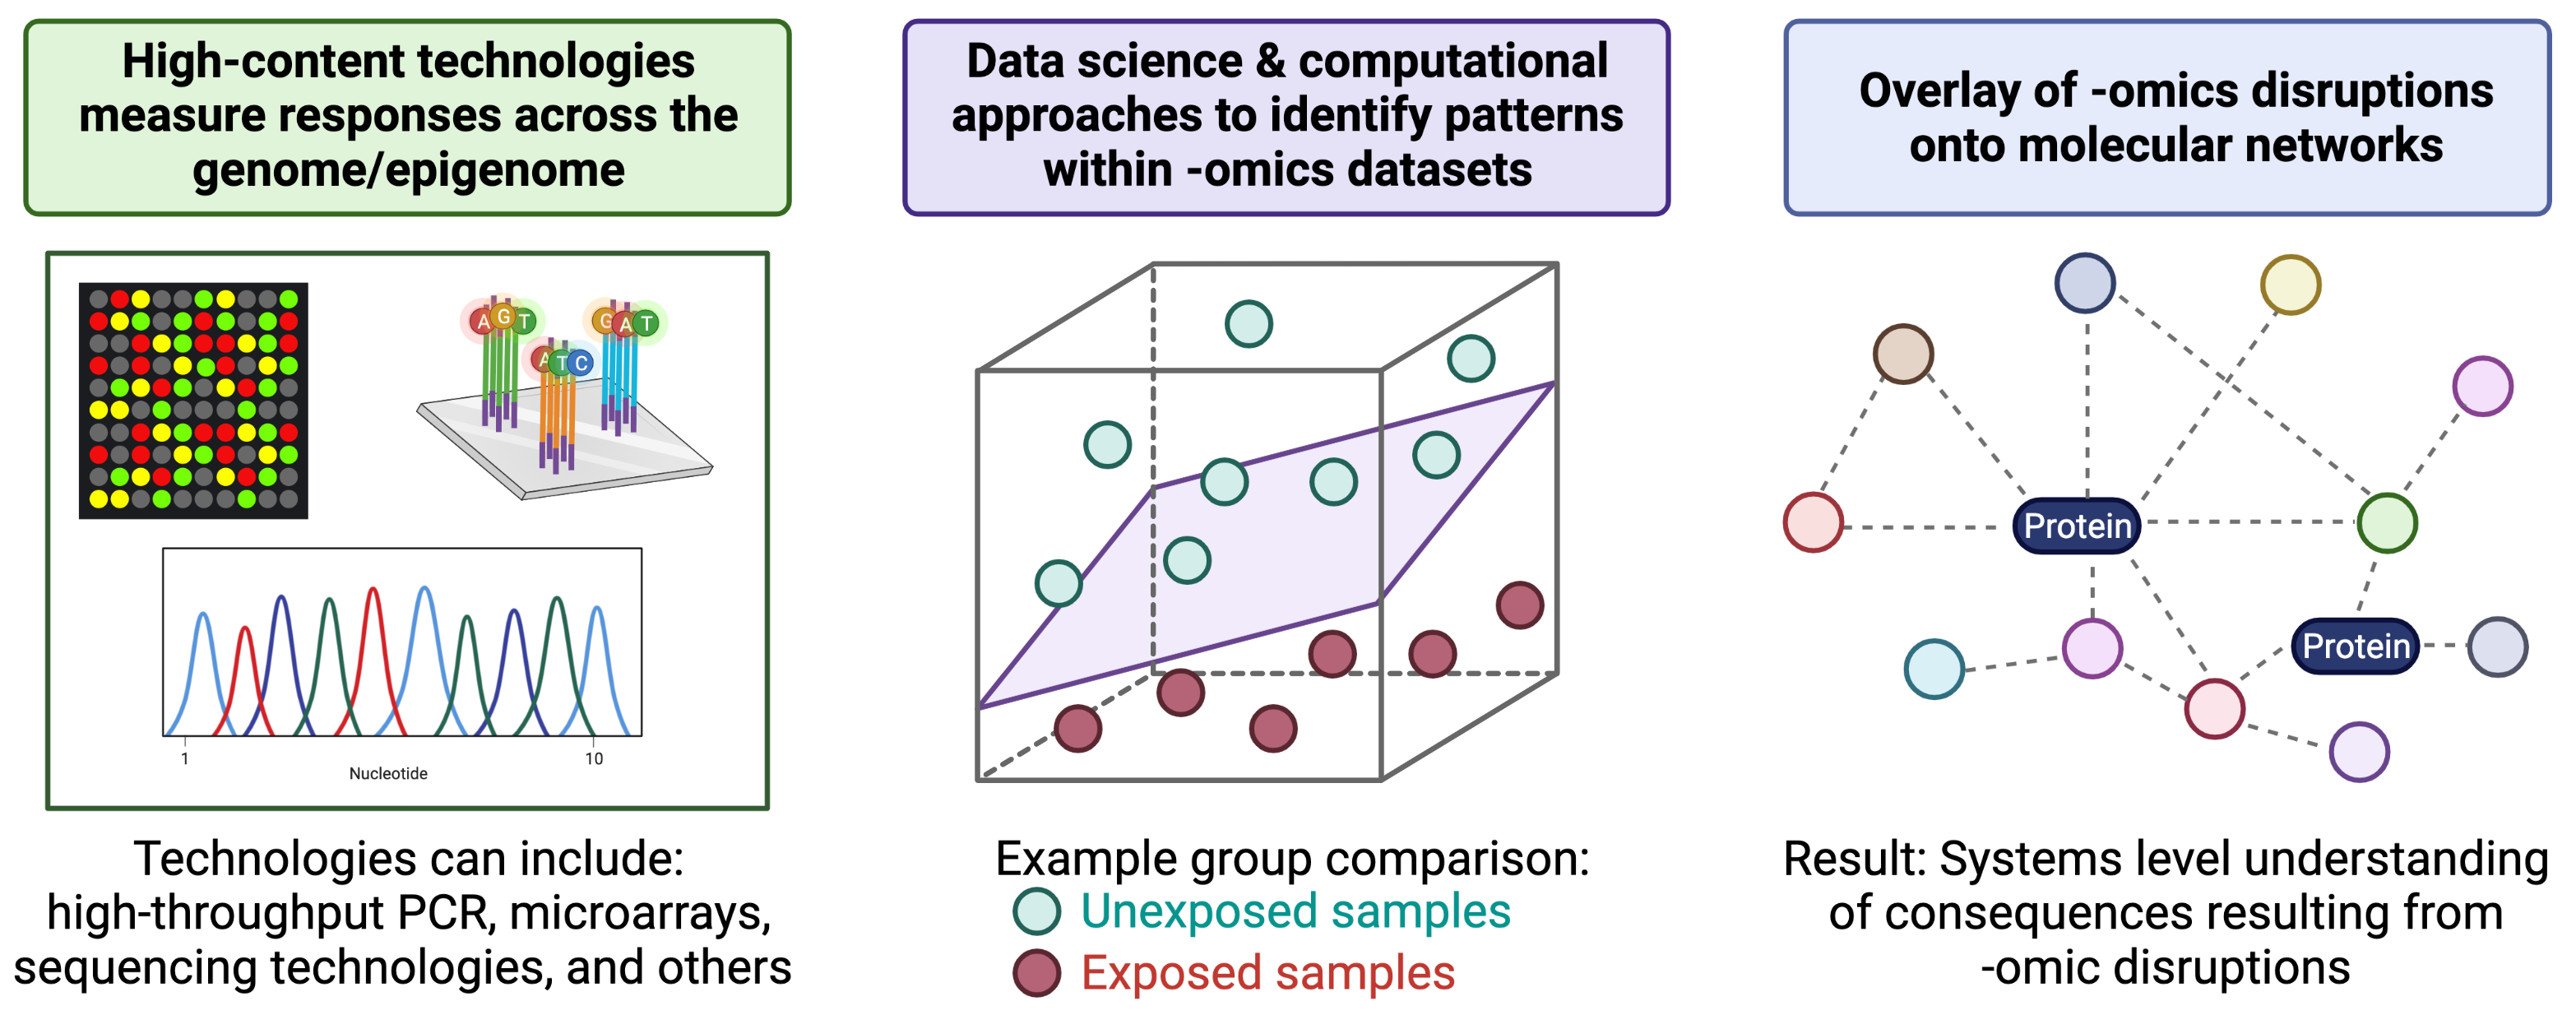 High-content technologies
measure responses across the
genome/epigenome
A G T
G A T
A T C
1
10
Nucleotide
Technologies can include:
high-throughput PCR, microarrays,
sequencing technologies, and others
Data science & computational
approaches to identify patterns
within -omics datasets
Example group comparison:
Unexposed samples
Exposed samples
Overlay of -omics disruptions
onto molecular networks
Protein
Protein
Result: Systems level understanding
of consequences resulting from
-omic disruptions